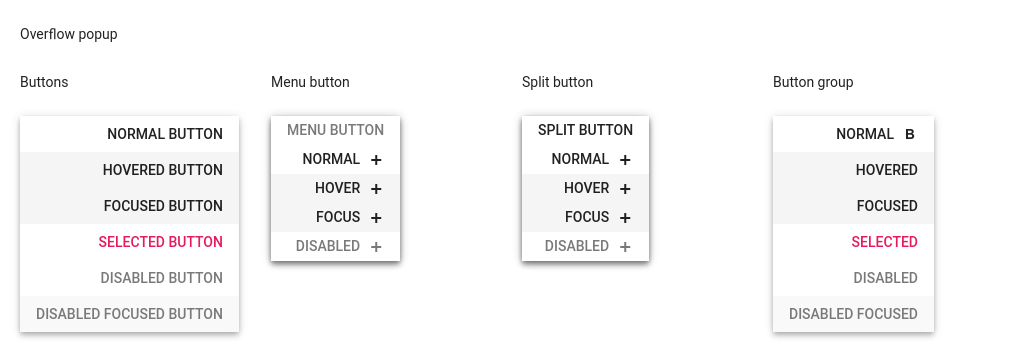 Overflow popup
Buttons
NORMAL BUTTON
HOVERED BUTTON
FOCUSED BUTTON
SELECTED BUTTON
DISABLED BUTTON
DISABLED FOCUSED BUTTON
Menu button
MENU BUTTON
NORMAL +
HOVER +
FOCUS +
DISABLED +
Split button
SPLIT BUTTON
NORMAL +
HOVER +
FOCUS +
DISABLED +
Button group
NORMAL B
HOVERED
FOCUSED
SELECTED
DISABLED
DISABLED FOCUSED